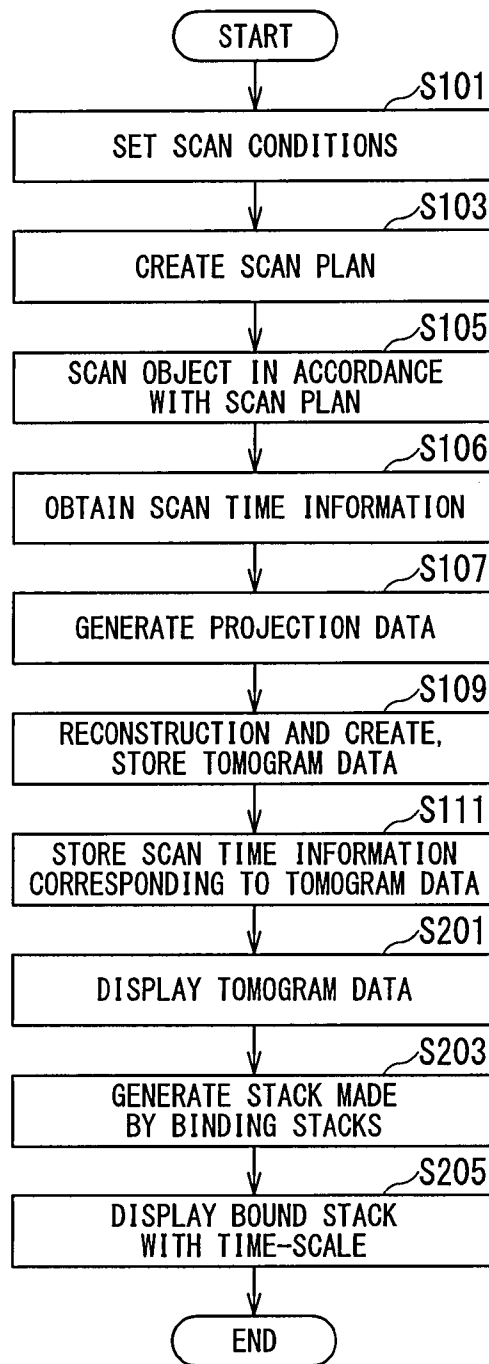 START
S101
SET SCAN CONDITIONS
S103
CREATE SCAN PLAN
S105
SCAN OBJECT IN ACCORDANCE
WITH SCAN PLAN
S106
OBTAIN SCAN TIME INFORMATION
S107
GENERATE PROJECTION DATA
S109
RECONSTRUCTION AND CREATE,
STORE TOMOGRAM DATA
S111
STORE SCAN TIME INFORMATION
CORRESPONDING TO TOMOGRAM DATA
S201
DISPLAY TOMOGRAM DATA
S203
GENERATE STACK MADE
BY BINDING STACKS
S205
DISPLAY BOUND STACK
WITH TIME-SCALE
END